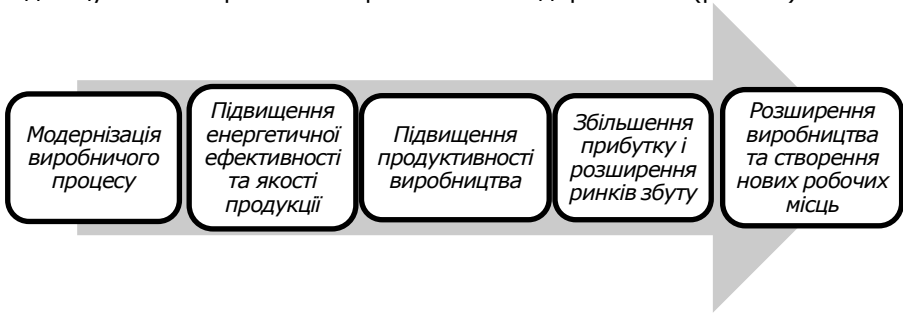 Модернізація
виробничого
процесу
Підвищення
енергетичної
ефективності
та якості
продукції
Підвищення
продуктивності
виробництва
Збільшення
прибутку і
розширення
ринків збуту
Розширення
виробництва
та створення
нових робочих
місць